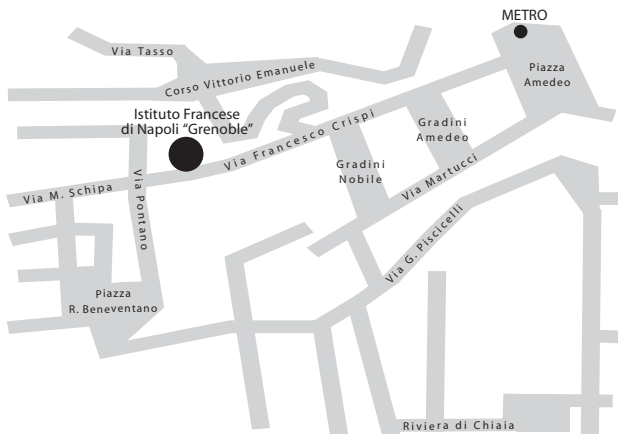 METRO
Via Tasso
Piazza
Amedeo
Corso Vittorio Emanuele
Istituto Francese
di Napoli “Grenoble”
Via Francesco Crispi
Gradini
Amedeo
Gradini
Nobile
Via Martucci
Via M. Schipa
Via Pontano
Via G. Piscicelli
Piazza
R. Beneventano
Riviera di Chiaia